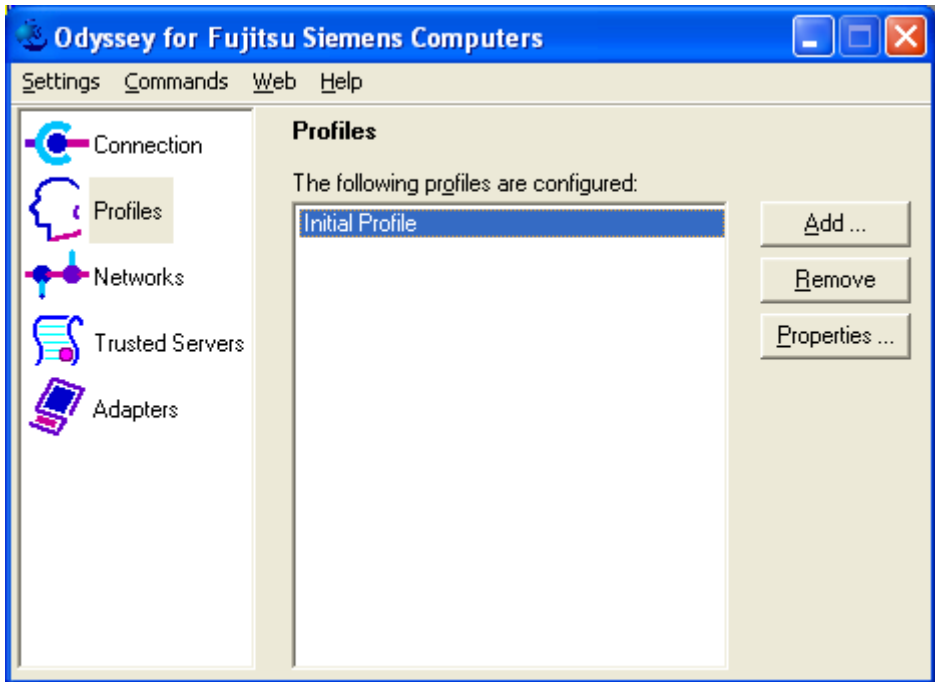 Odyssey for Fujitsu Siemens Computers
Settings Commands Web Help
Connection
Profiles
Networks
Trusted Servers
Adapters
Profiles
The following profiles are configured:
Initial Profile
Add ...
Remove
Properties ...